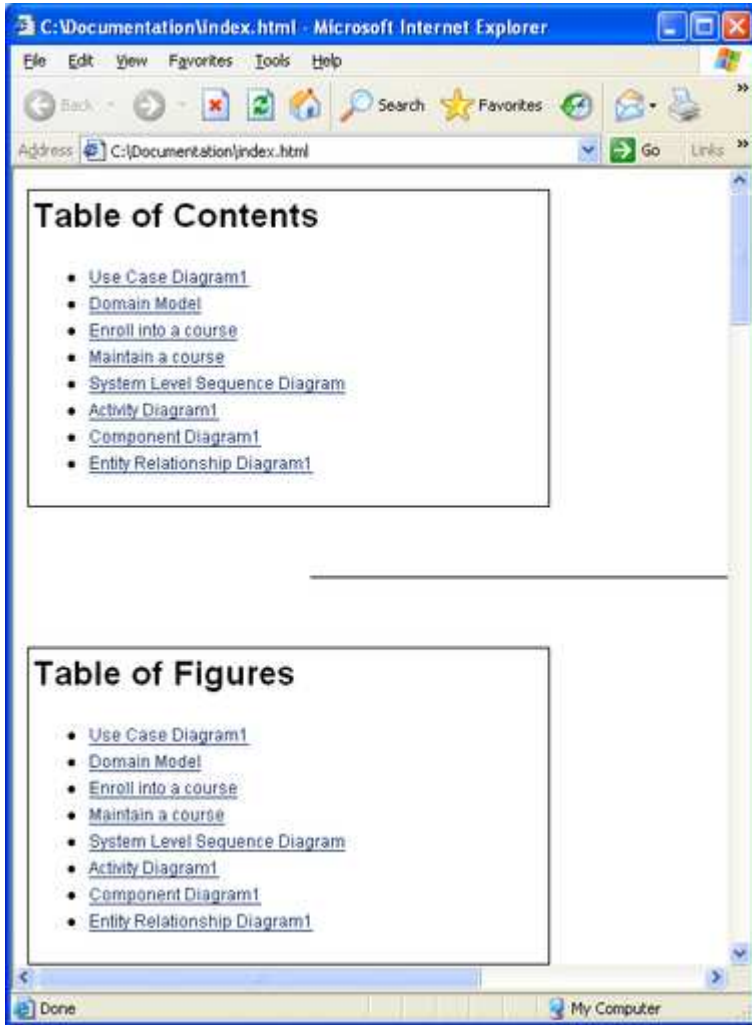 C:\Documentation\index.html - Microsoft Internet Explorer
File Edit View Favorites Tools Help
Back Search Favorites »
Address C:\Documentation\index.html Go Links »
Table of Contents
• Use Case Diagram1
• Domain Model
• Enroll into a course
• Maintain a course
• System Level Sequence Diagram
• Activity Diagram1
• Component Diagram1
• Entity Relationship Diagram1
Table of Figures
• Use Case Diagram1
• Domain Model
• Enroll into a course
• Maintain a course
• System Level Sequence Diagram
• Activity Diagram1
• Component Diagram1
• Entity Relationship Diagram1
Done My Computer